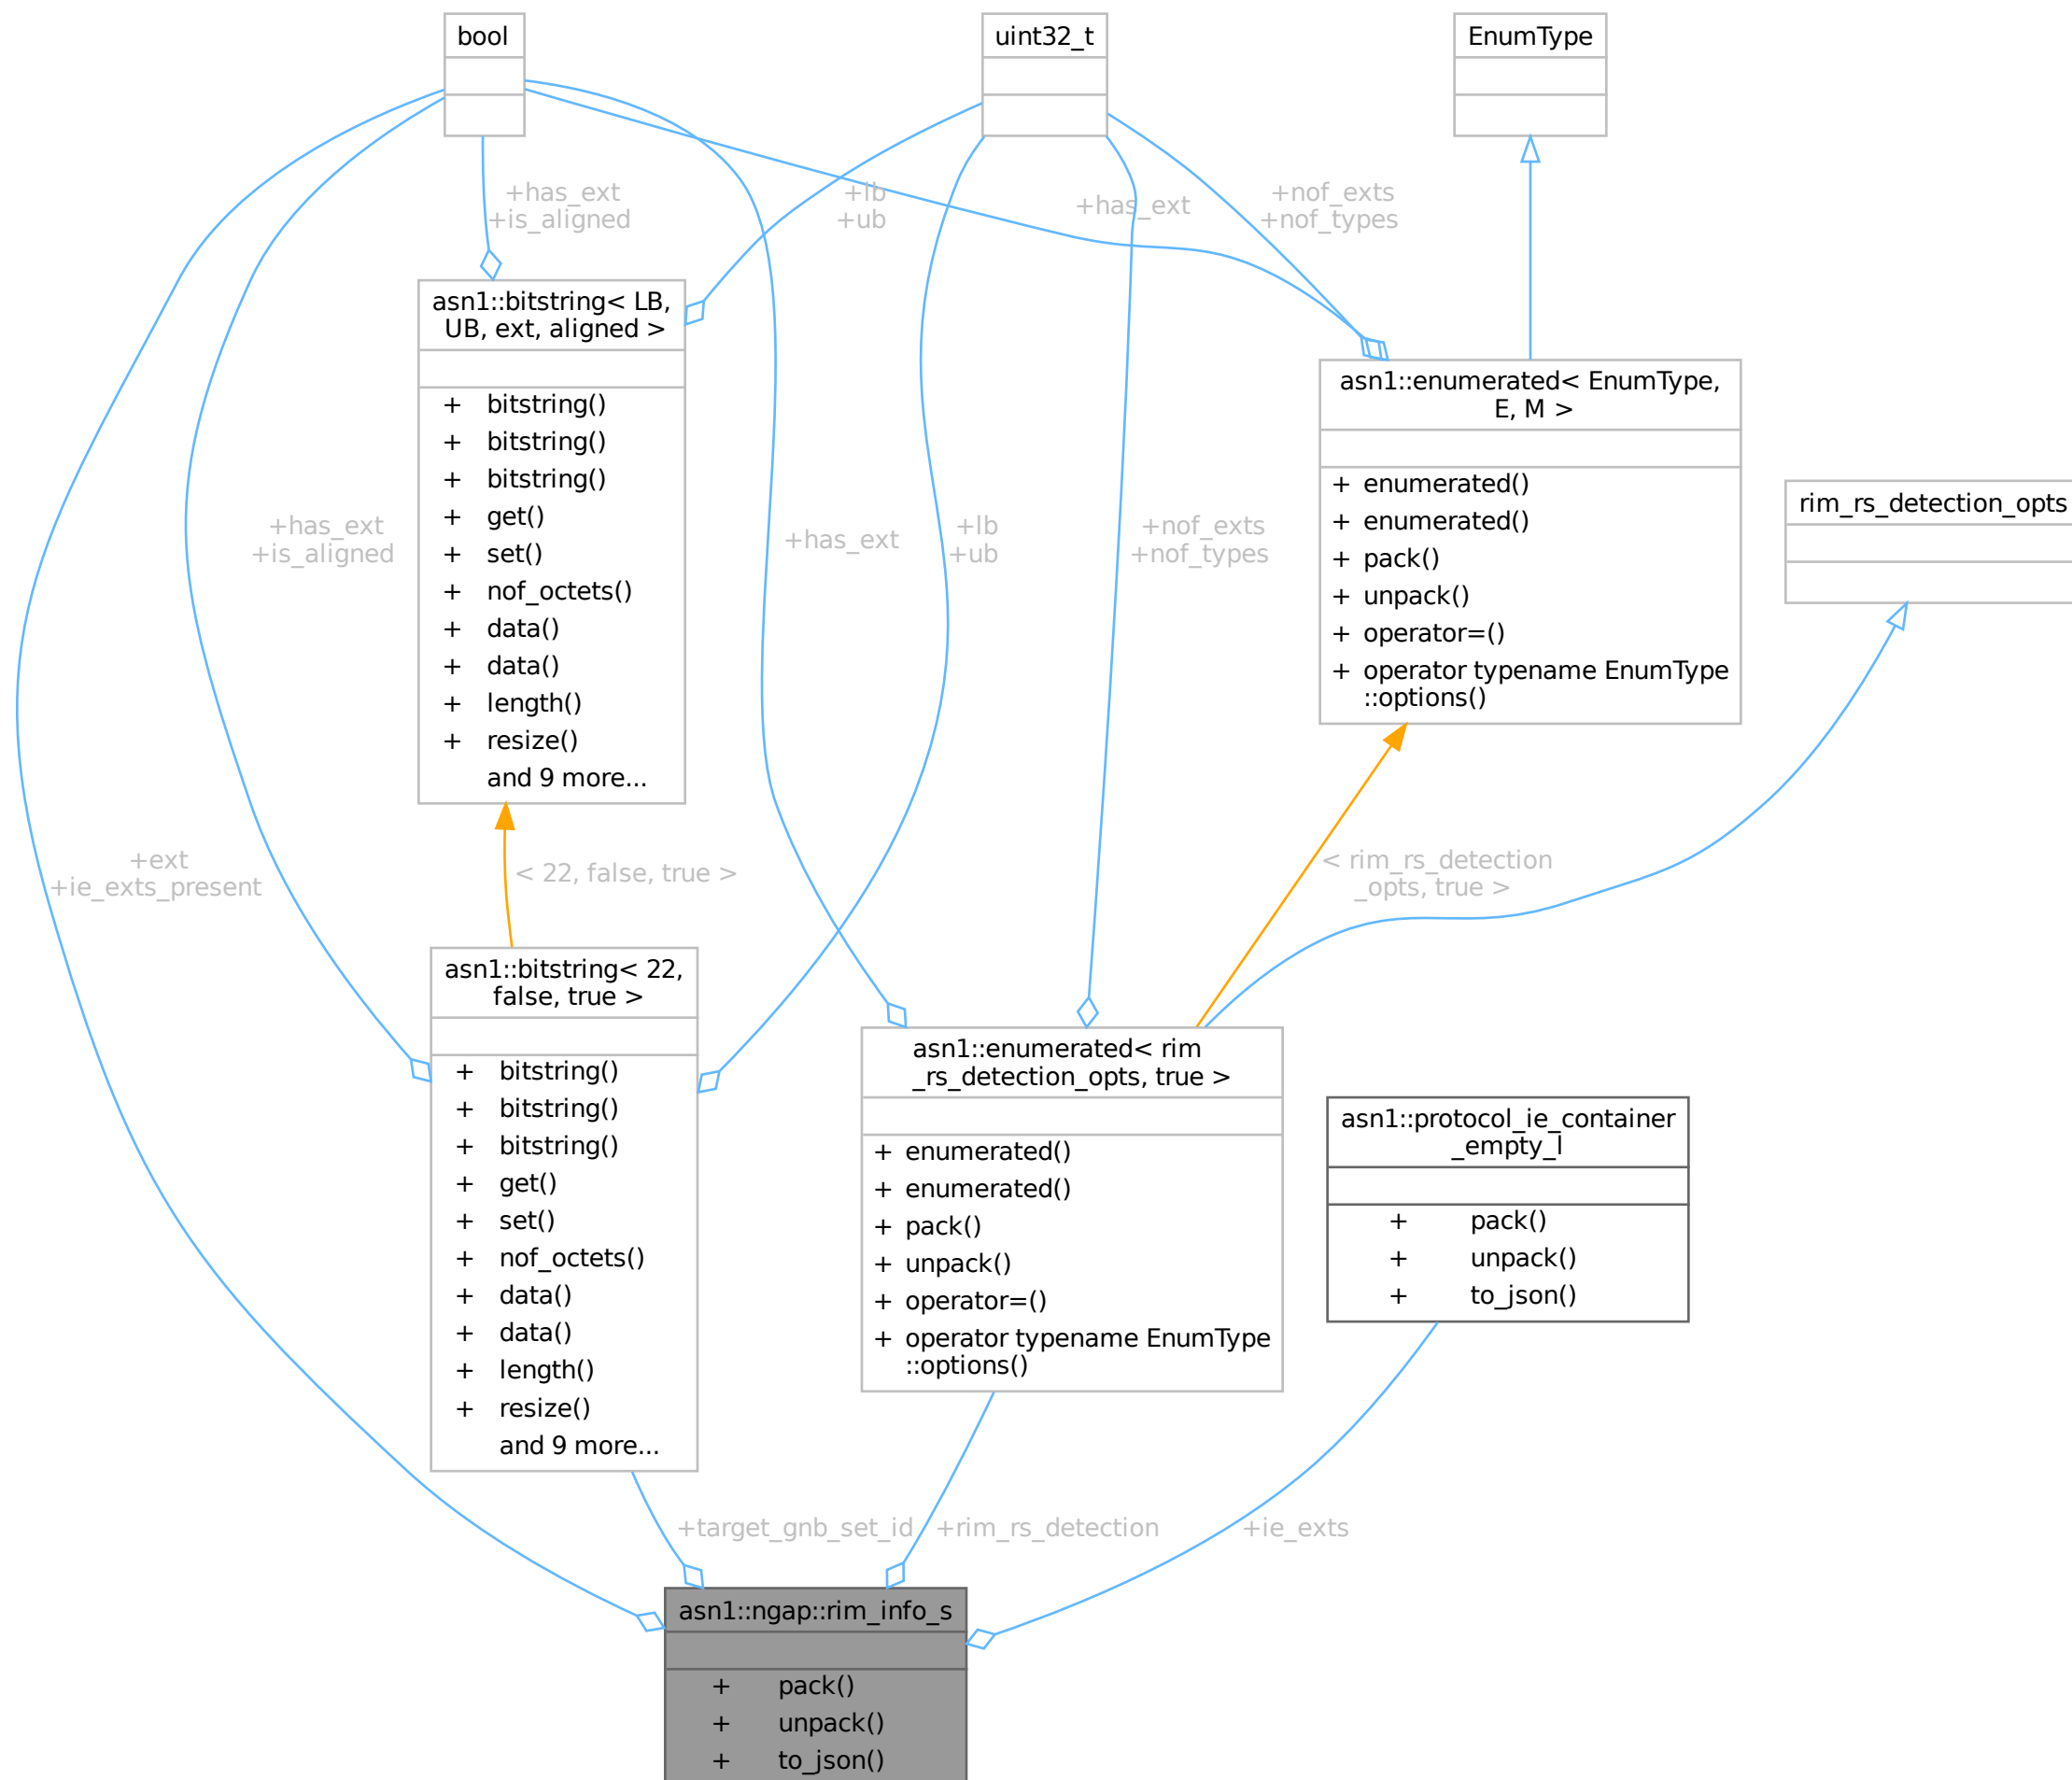 bool
uint32_t
EnumType
+has_ext
+is_aligned
+lb
+ub
+has_ext
+nof_exts
+nof_types
asn1::bitstring< LB,
UB, ext, aligned >
+ bitstring()
+ bitstring()
+ bitstring()
+ get()
+ set()
+ nof_octets()
+ data()
+ data()
+ length()
+ resize()
and 9 more...
asn1::enumerated< EnumType,
E, M >
+ enumerated()
+ enumerated()
+ pack()
+ unpack()
+ operator=()
+ operator typename EnumType
::options()
rim_rs_detection_opts
+has_ext
+is_aligned
+has_ext
+lb
+ub
+nof_exts
+nof_types
+ext
+ie_exts_present
< 22, false, true >
< rim_rs_detection
_opts, true >
asn1::bitstring< 22,
false, true >
+ bitstring()
+ bitstring()
+ bitstring()
+ get()
+ set()
+ nof_octets()
+ data()
+ data()
+ length()
+ resize()
and 9 more...
asn1::enumerated< rim
_rs_detection_opts, true >
+ enumerated()
+ enumerated()
+ pack()
+ unpack()
+ operator=()
+ operator typename EnumType
::options()
asn1::protocol_ie_container
_empty_l
+ pack()
+ unpack()
+ to_json()
+target_gnb_set_id
+rim_rs_detection
+ie_exts
asn1::ngap::rim_info_s
+ pack()
+ unpack()
+ to_json()